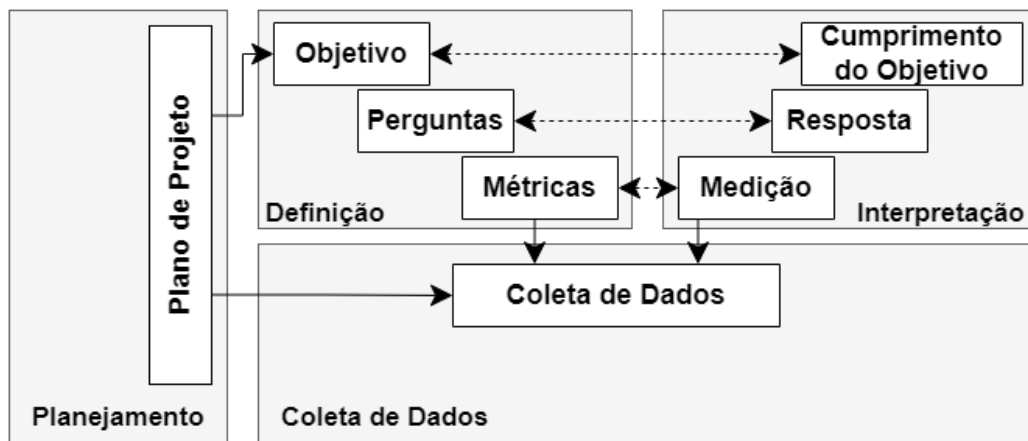 Plano de Projeto
Planejamento
Objetivo
Perguntas
Métricas
Definição
Cumprimento
do Objetivo
Resposta
Medição
Interpretação
Coleta de Dados
Coleta de Dados